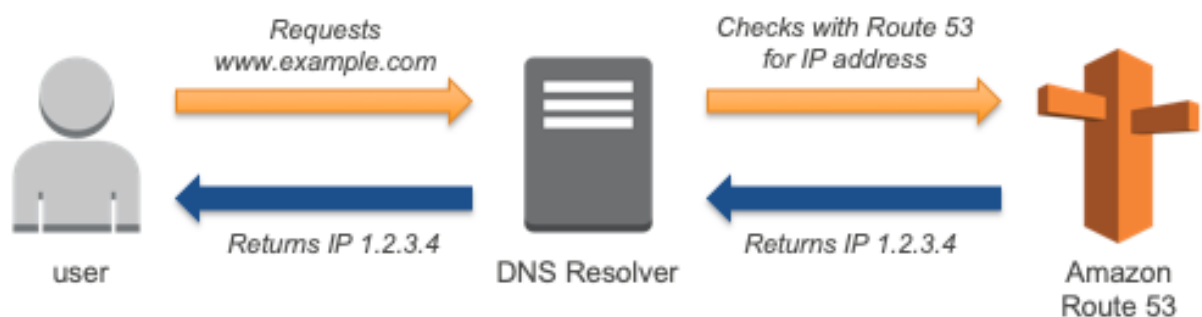 Requests
www.example.com
Checks with Route 53
for IP address
Returns IP 1.2.3.4
Returns IP 1.2.3.4
user
DNS Resolver
Amazon
Route 53